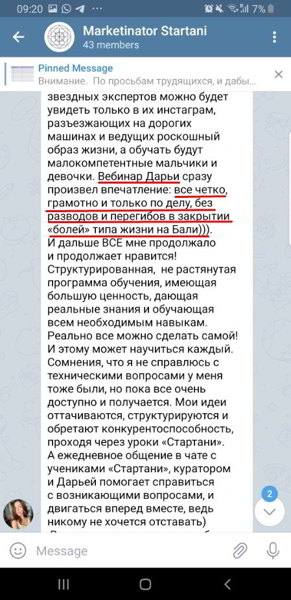 09:20
7%
Marketinator Startani
43 members
Pinned Message
Внимание. По просьбам трудящихся, и дабы…
звездных экспертов можно будет
увидеть только в их инстаграм,
разъезжающих на дорогих
машинах и ведущих роскошный
образ жизни, а обучать будут
малокомпетентные мальчики и
девочки. Вебинар Дарьи сразу
произвел впечатление: все четко,
грамотно и только по делу, без
разводов и перегибов в закрытии
«болей» типа жизни на Бали))).
И дальше ВСЕ мне продолжало
и продолжает нравится!
Структурированная, не растянутая
программа обучения, имеющая
большую ценность, дающая
реальные знания и обучающая
всем необходимым навыкам.
Реально все можно сделать самой!
И этому может научиться каждый.
Сомнения, что я не справлюсь с
техническими вопросами у меня
тоже были, но пока все очень
доступно и получается. Мои идеи
оттачиваются, структурируются и
обретают конкурентоспособность,
проходя через уроки «Стартани».
А ежедневное общение в чате с
учениками «Стартани», куратором
и Дарьей помогает справиться
с возникающими вопросами, и
двигаться вперед вместе, ведь
никому не хочется отставать)
2
Message